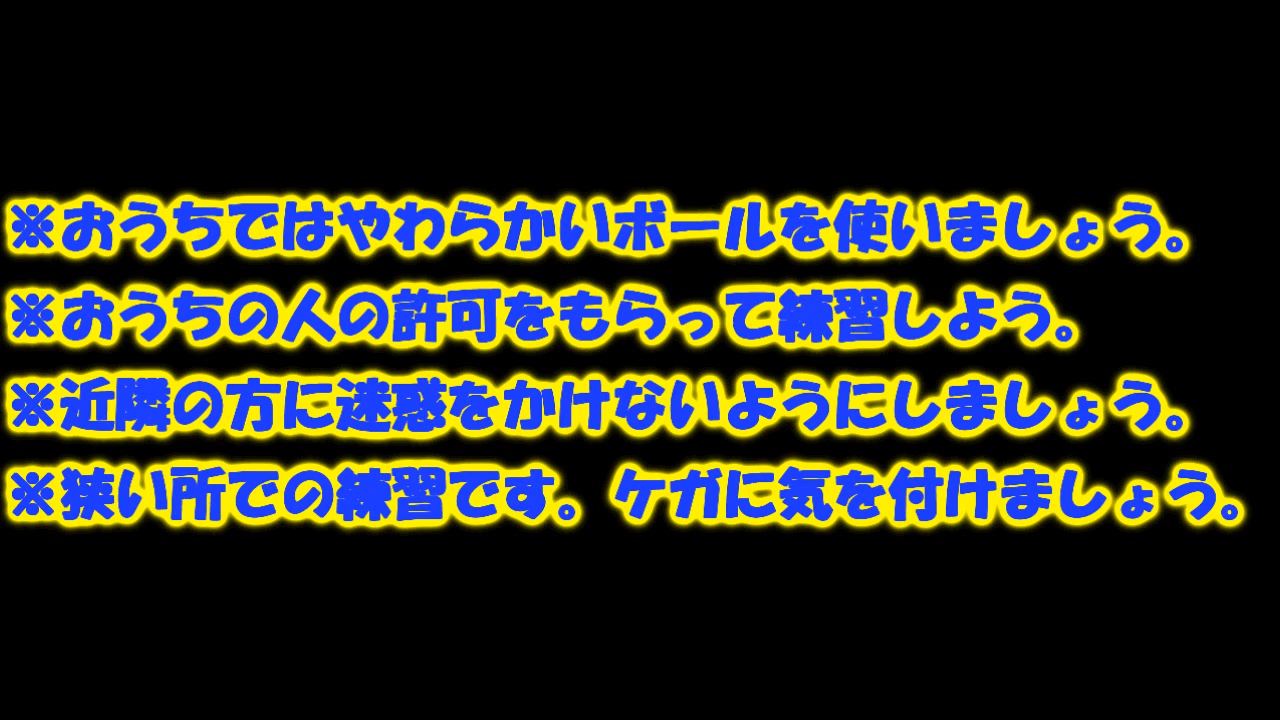 ※おうちではやわらかいボールを使いましょう。
※おうちの人の許可をもらって練習しよう。
※近隣の方に迷惑をかけないようにしましょう。
※狭い所での練習です。ケガに気を付けましょう。